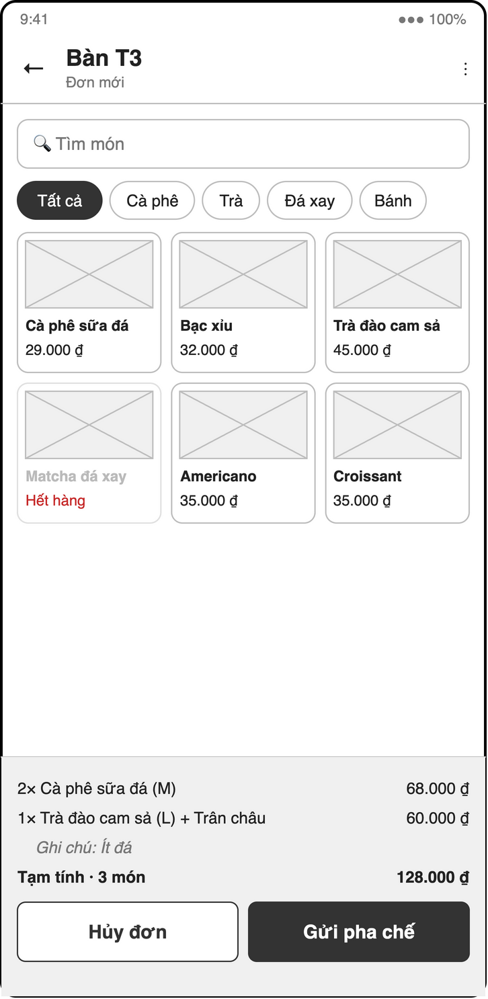 9:41 ●●● 100%
← Bàn T3 ⋮
Đơn mới
🔍 Tìm món
Tất cả Cà phê Trà Đá xay Bánh
Cà phê sữa đá Bạc xỉu Trà đào cam sả
29.000 ₫ 32.000 ₫ 45.000 ₫
Matcha đá xay Americano Croissant
Hết hàng 35.000 ₫ 35.000 ₫
2× Cà phê sữa đá (M) 68.000 ₫
1× Trà đào cam sả (L) + Trân châu 60.000 ₫
Ghi chú: Ít đá
Tạm tính · 3 món 128.000 ₫
Hủy đơn Gửi pha chế